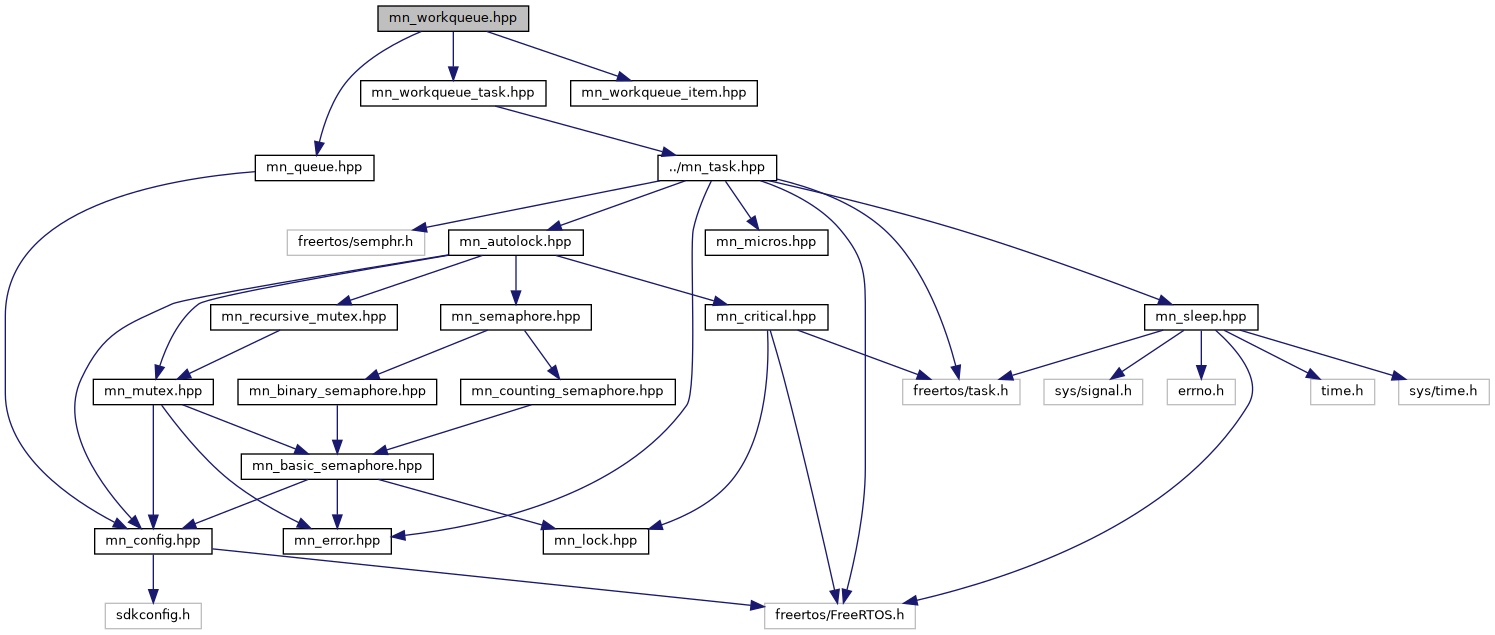 mn_workqueue.hpp
mn_workqueue_task.hpp
mn_workqueue_item.hpp
mn_queue.hpp
../mn_task.hpp
freertos/semphr.h
mn_autolock.hpp
mn_micros.hpp
mn_recursive_mutex.hpp
mn_semaphore.hpp
mn_critical.hpp
mn_sleep.hpp
mn_mutex.hpp
mn_binary_semaphore.hpp
mn_counting_semaphore.hpp
freertos/task.h
sys/signal.h
errno.h
time.h
sys/time.h
mn_basic_semaphore.hpp
mn_config.hpp
mn_error.hpp
mn_lock.hpp
sdkconfig.h
freertos/FreeRTOS.h